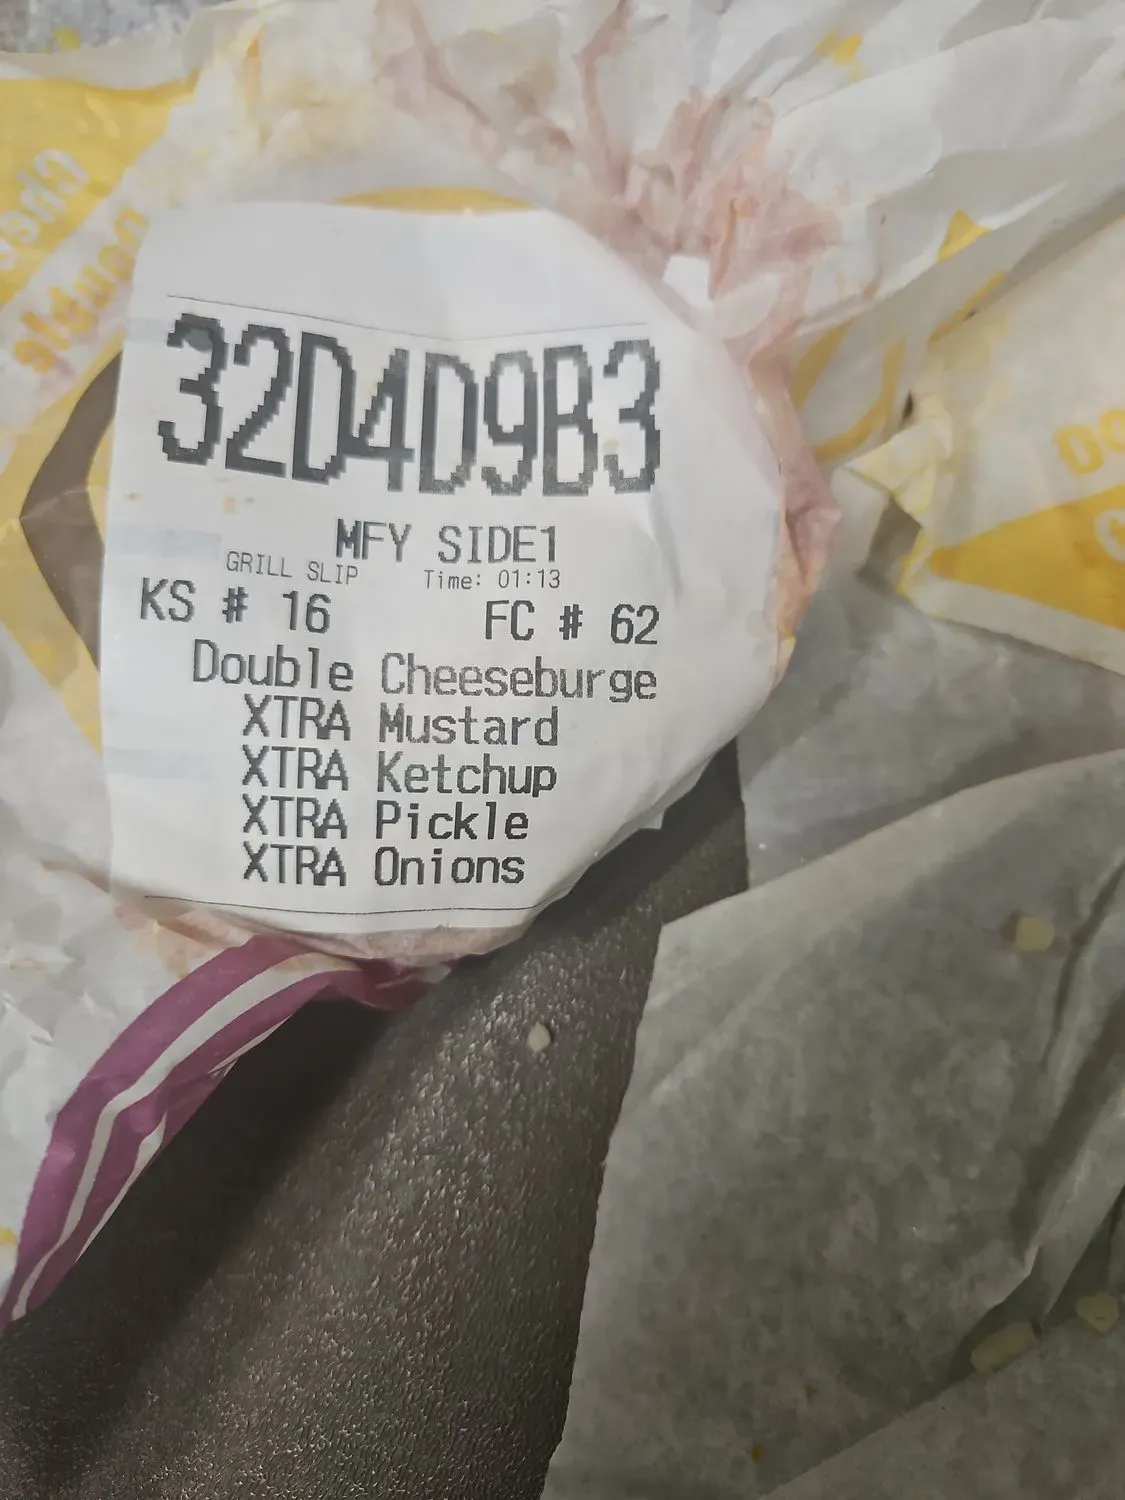 32D4D9B3
MFY SIDE1
GRILL SLIP Time: 01:13
KS # 16 FC # 62
Double Cheeseburge
XTRA Mustard
XTRA Ketchup
XTRA Pickle
XTRA Onions
Double